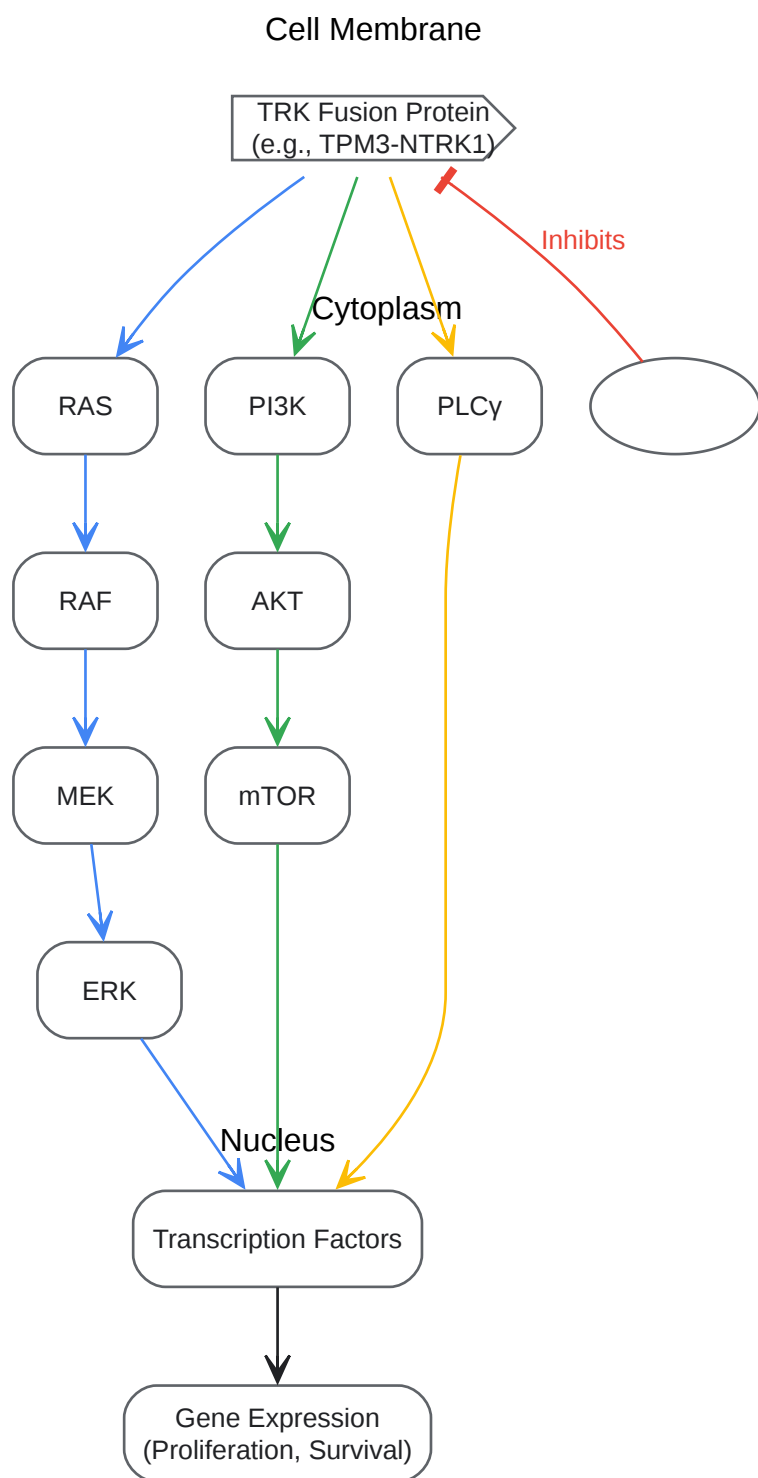 Cell Membrane
TRK Fusion Protein
(e.g., TPM3-NTRK1)
Inhibits
Cytoplasm
RAS
PI3K
PLCγ
RAF
AKT
MEK
mTOR
ERK
Nucleus
Transcription Factors
Gene Expression
(Proliferation, Survival)